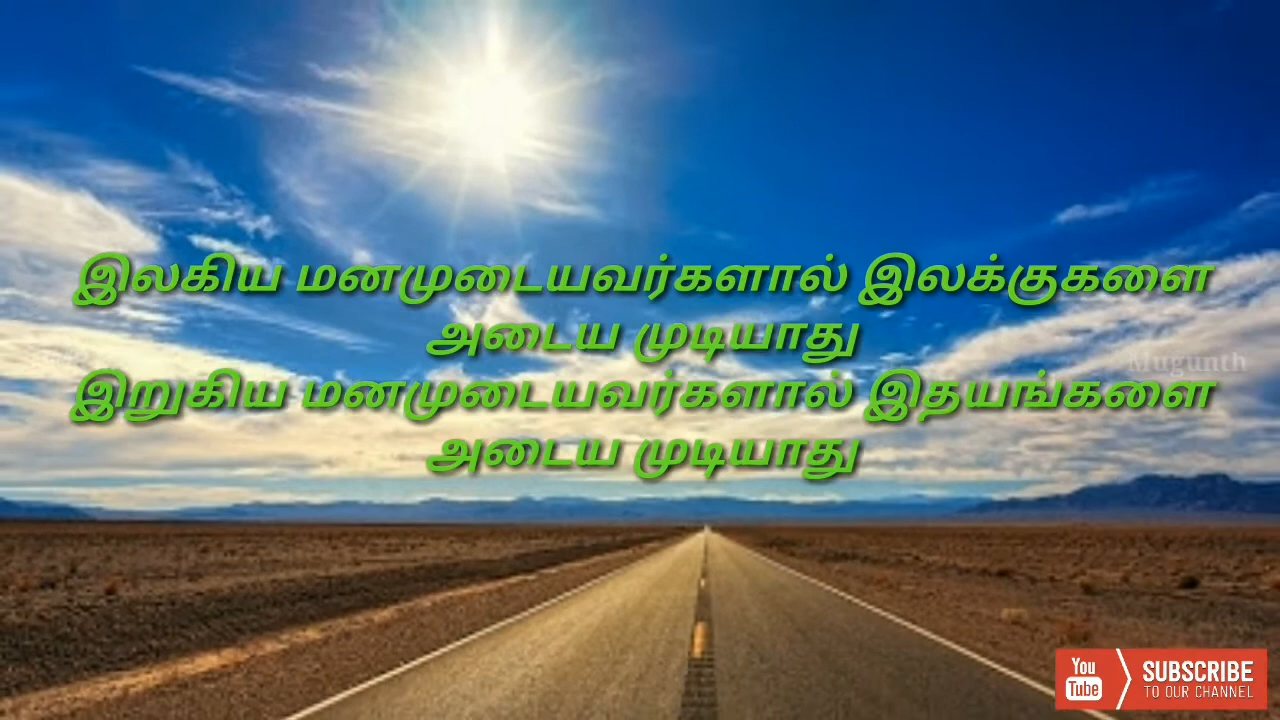 இலகிய மனமுடையவர்களால் இலக்குகளை
அடைய முடியாது
Mugunth
இறுகிய மனமுடையவர்களால் இதயங்களை
அடைய முடியாது
You Tube
SUBSCRIBE
TO OUR CHANNEL